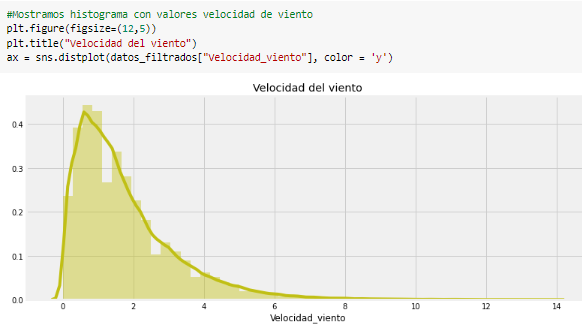 #Mostramos histograma con valores velocidad de viento
plt.figure(figsize=(12,5))
plt.title("Velocidad del viento")
ax = sns.distplot(datos_filtrados["Velocidad_viento"], color = 'y')
Velocidad del viento
0.4
0.3
0.2
0.1
0.0
0 2 4 6 8 10 12 14
Velocidad_viento